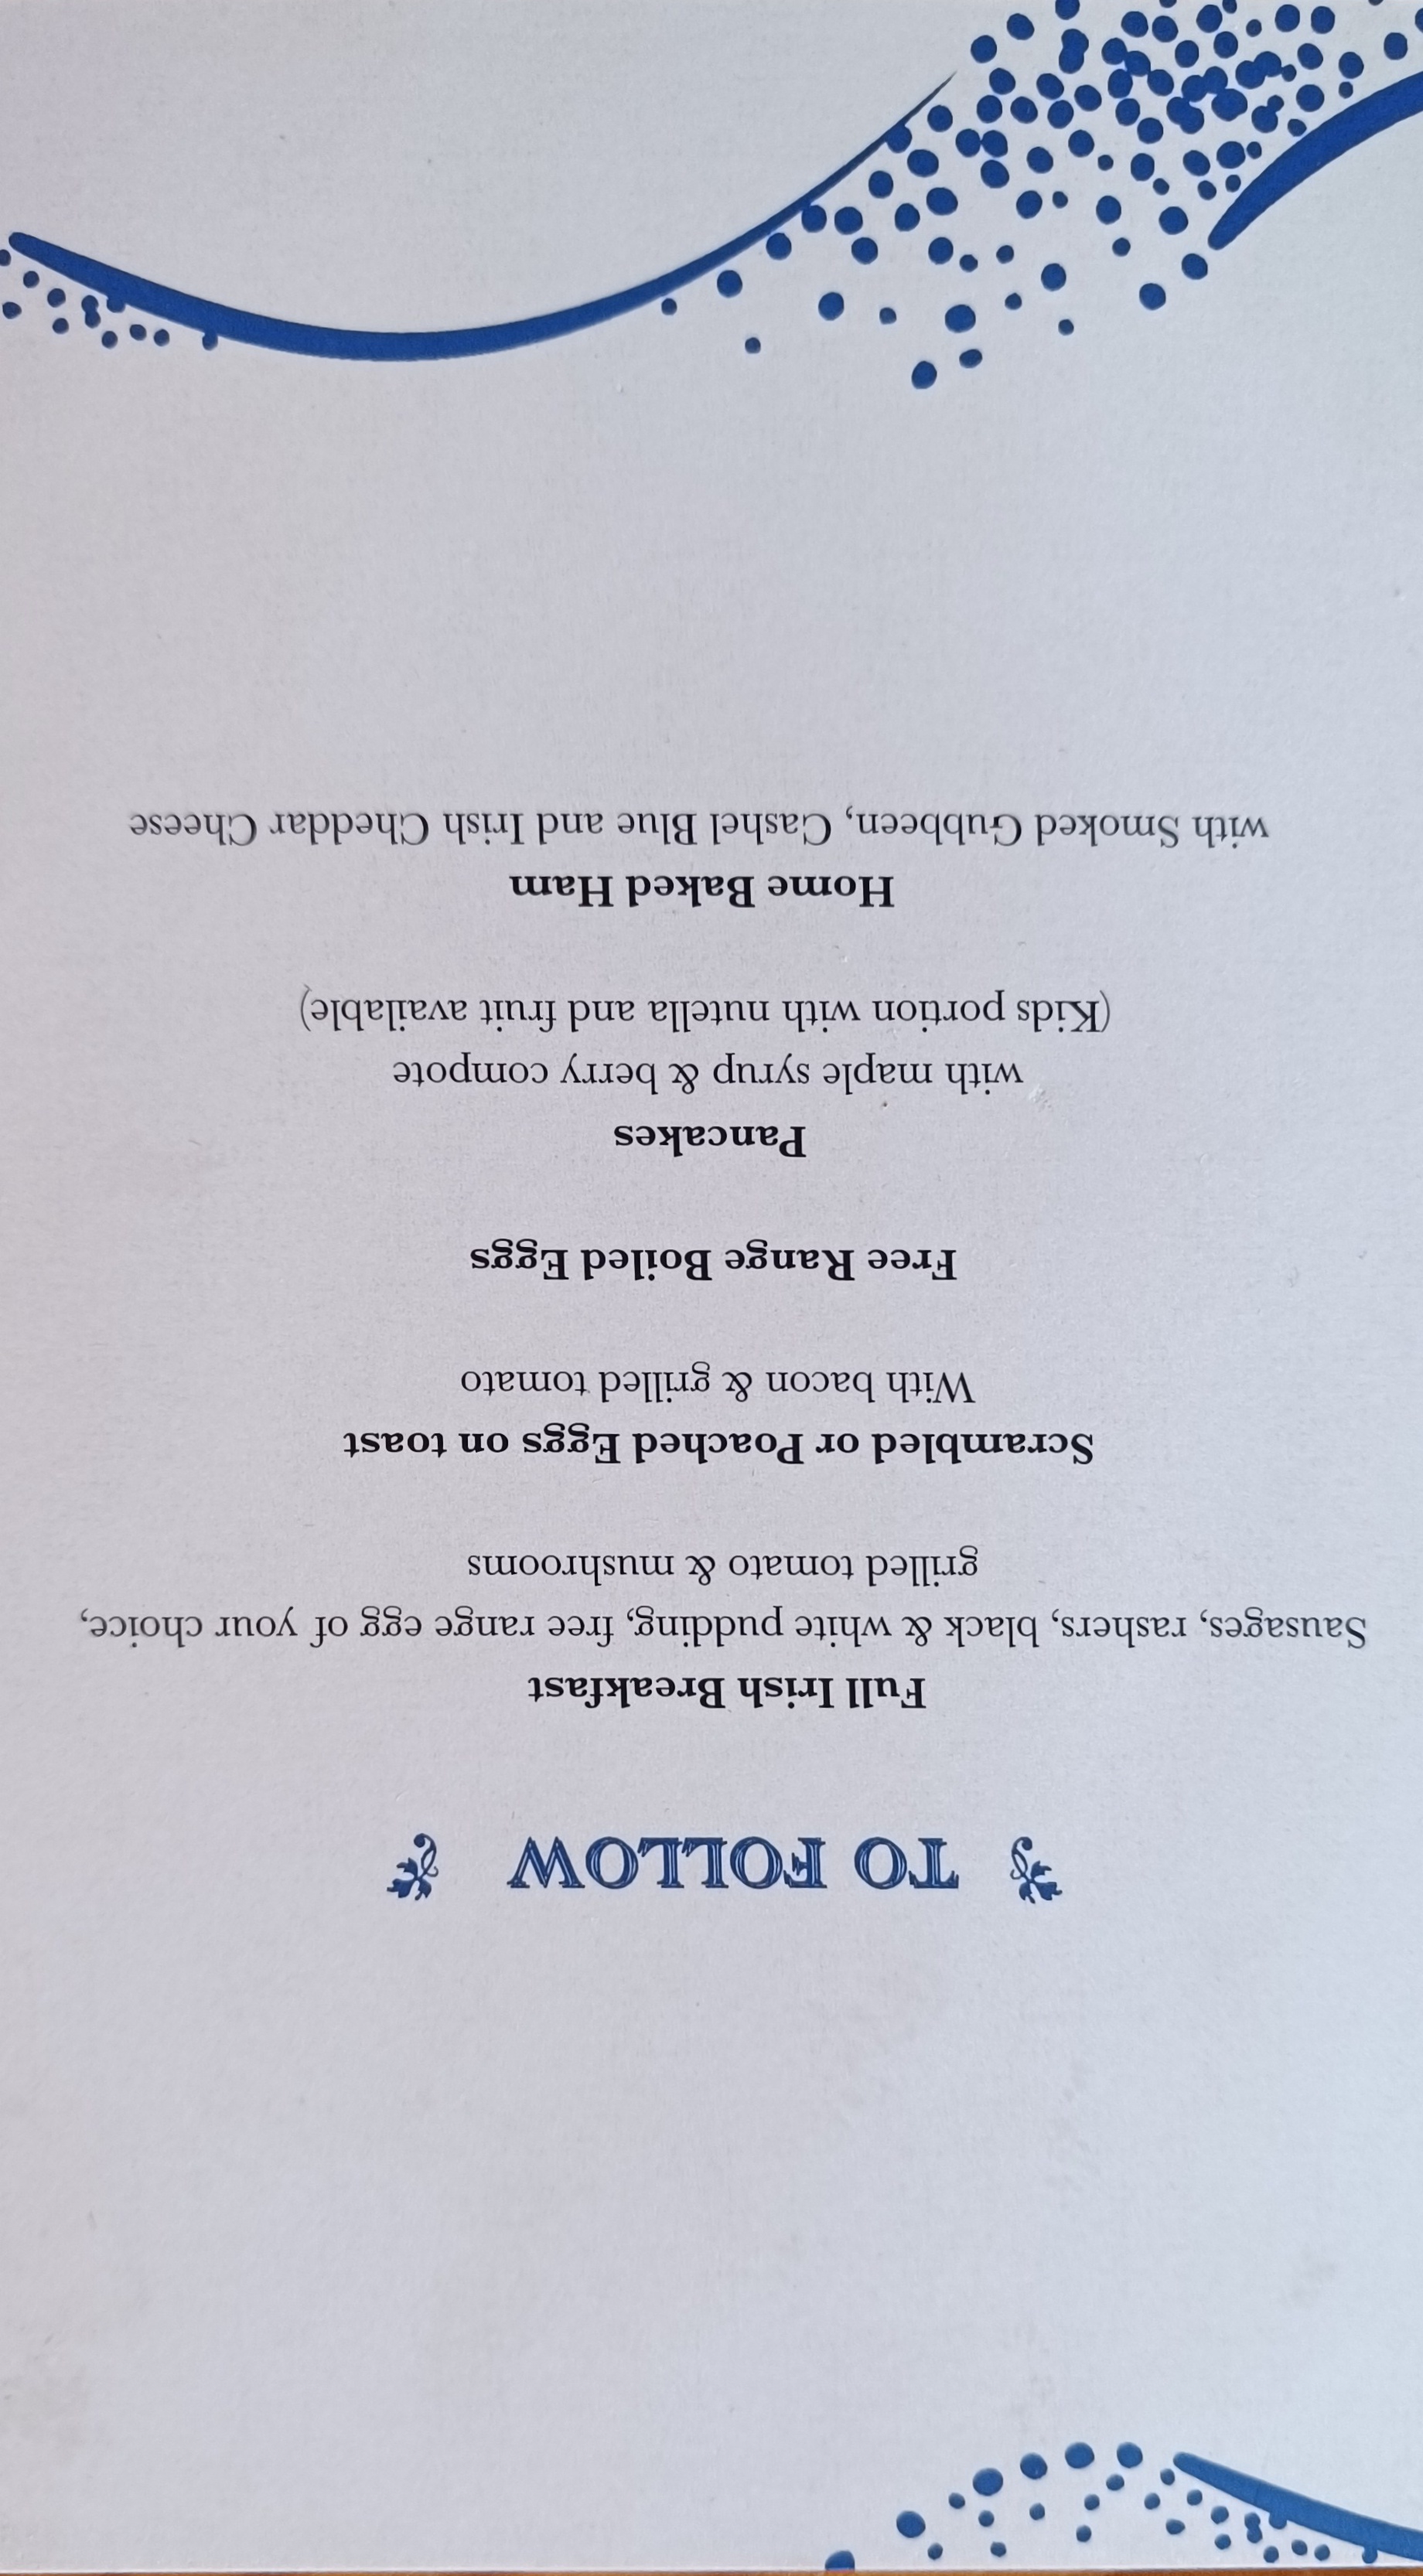 TO FOLLOW
Full Irish Breakfast
Sausages, rashers, black & white pudding, free range egg of your choice,
grilled tomato & mushrooms
Scrambled or Poached Eggs on toast
With bacon & grilled tomato
Free Range Boiled Eggs
Pancakes
with maple syrup & berry compote
(Kids portion with nutella and fruit available)
Home Baked Ham
with Smoked Gubbeen, Cashel Blue and Irish Cheddar Cheese